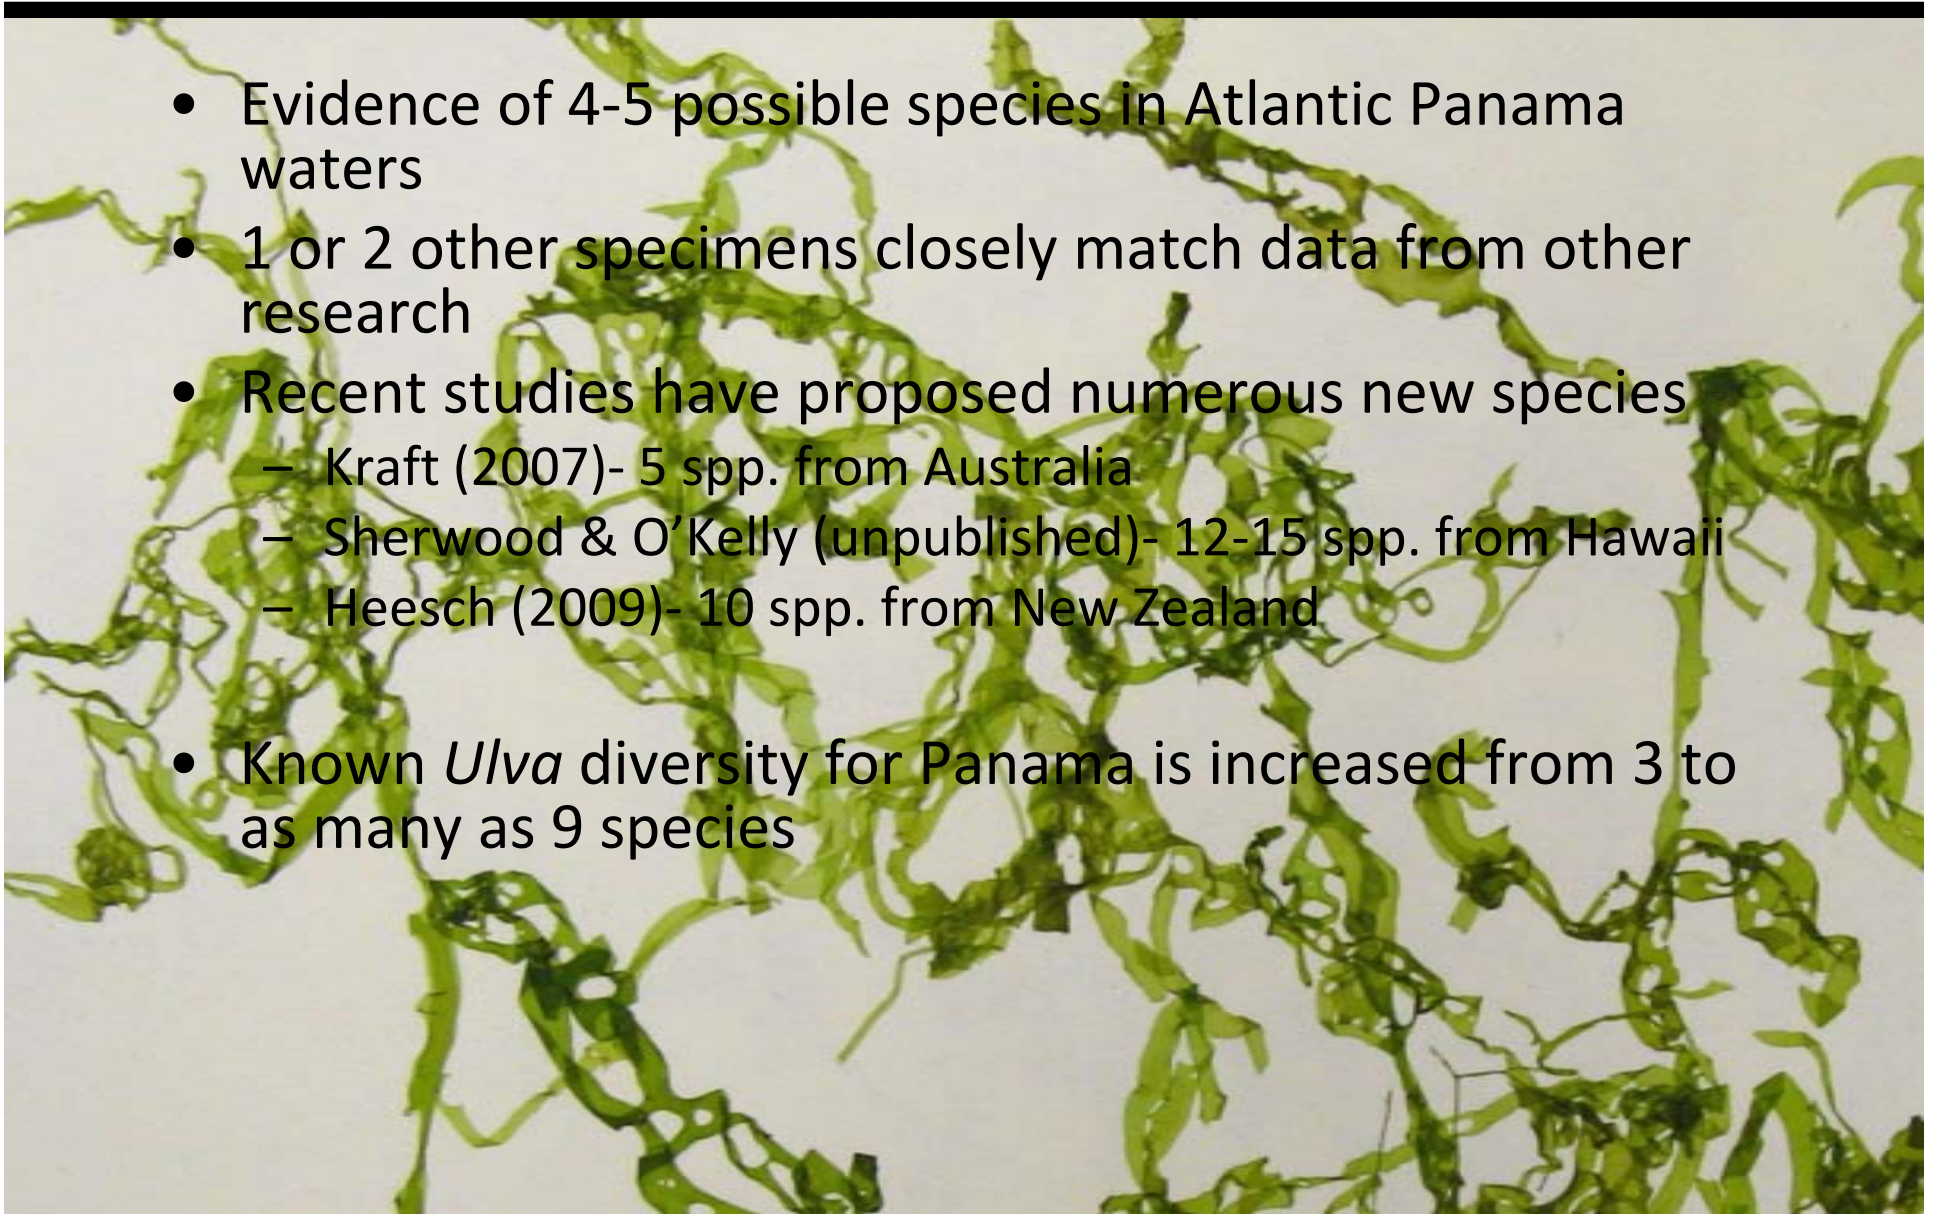 • Evidence of 4-5 possible species in Atlantic Panama
waters
• 1 or 2 other specimens closely match data from other
research
• Recent studies have proposed numerous new species
– Kraft (2007)- 5 spp. from Australia
– Sherwood & O’Kelly (unpublished)- 12-15 spp. from Hawaii
– Heesch (2009)- 10 spp. from New Zealand
• Known Ulva diversity for Panama is increased from 3 to
as many as 9 species